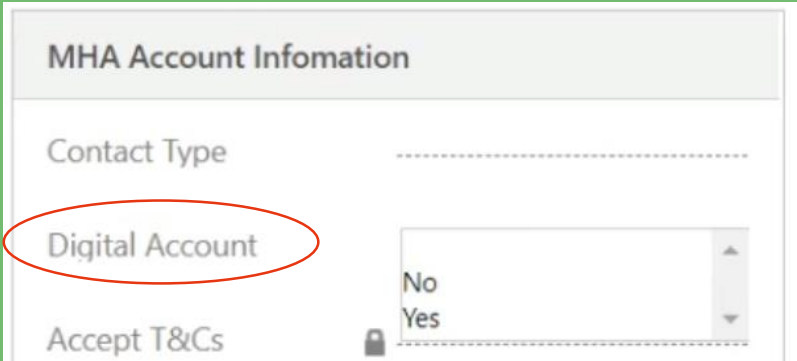 MHA Account Infomation
Contact Type
Digital Account
No
Yes
Accept T&Cs